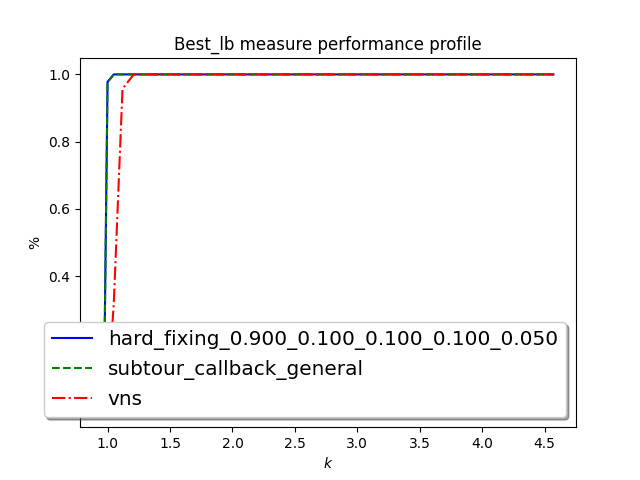 Best_lb measure performance profile
1.0
0.8
0.6
0.4
%
hard_fixing_0.900_0.100_0.100_0.100_0.050
subtour_callback_general
vns
1.0 1.5 2.0 2.5 3.0 3.5 4.0 4.5
k